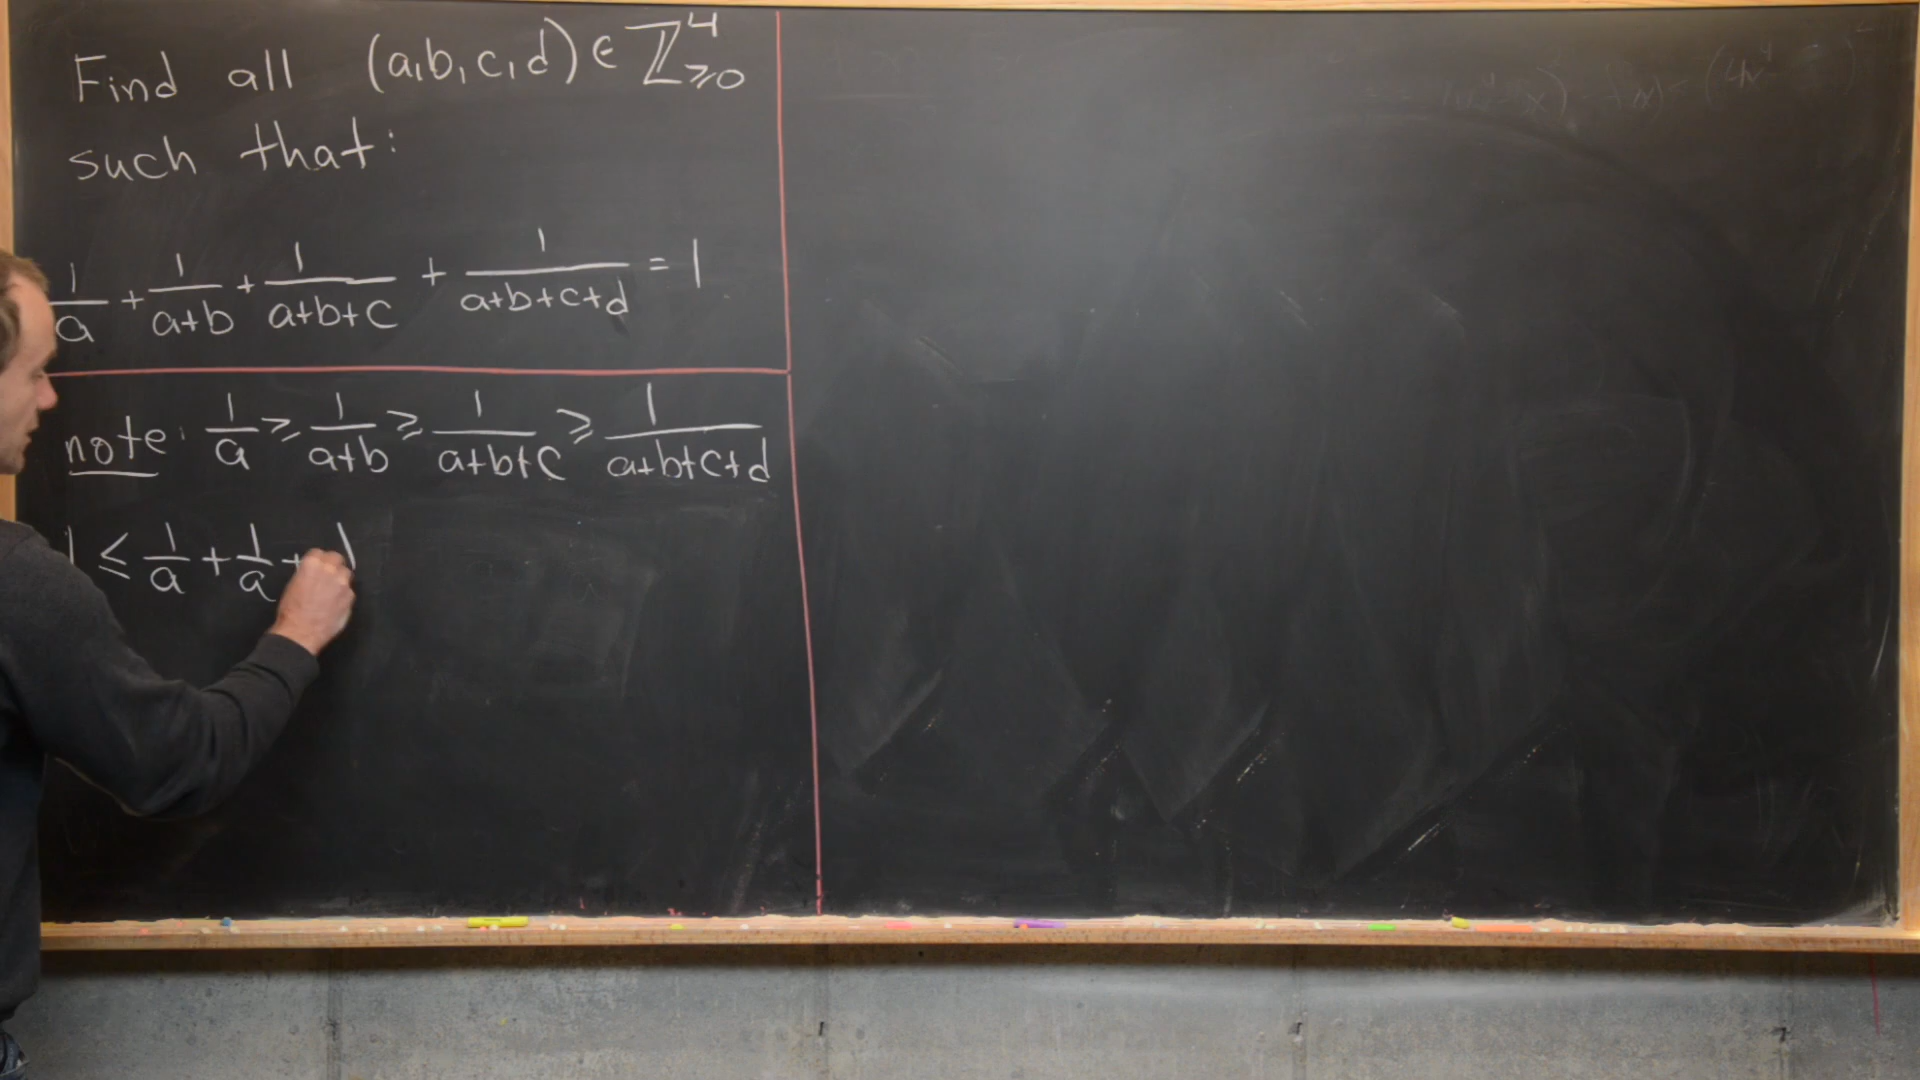 Find all (a,b,c,d) ∈ ℤ⁴≥0
such that:
1/a + 1/(a+b) + 1/(a+b+c) + 1/(a+b+c+d) = 1
note: 1/a ≥ 1/(a+b) ≥ 1/(a+b+c) ≥ 1/(a+b+c+d)
1 ≤ 1/a + 1/a + 1